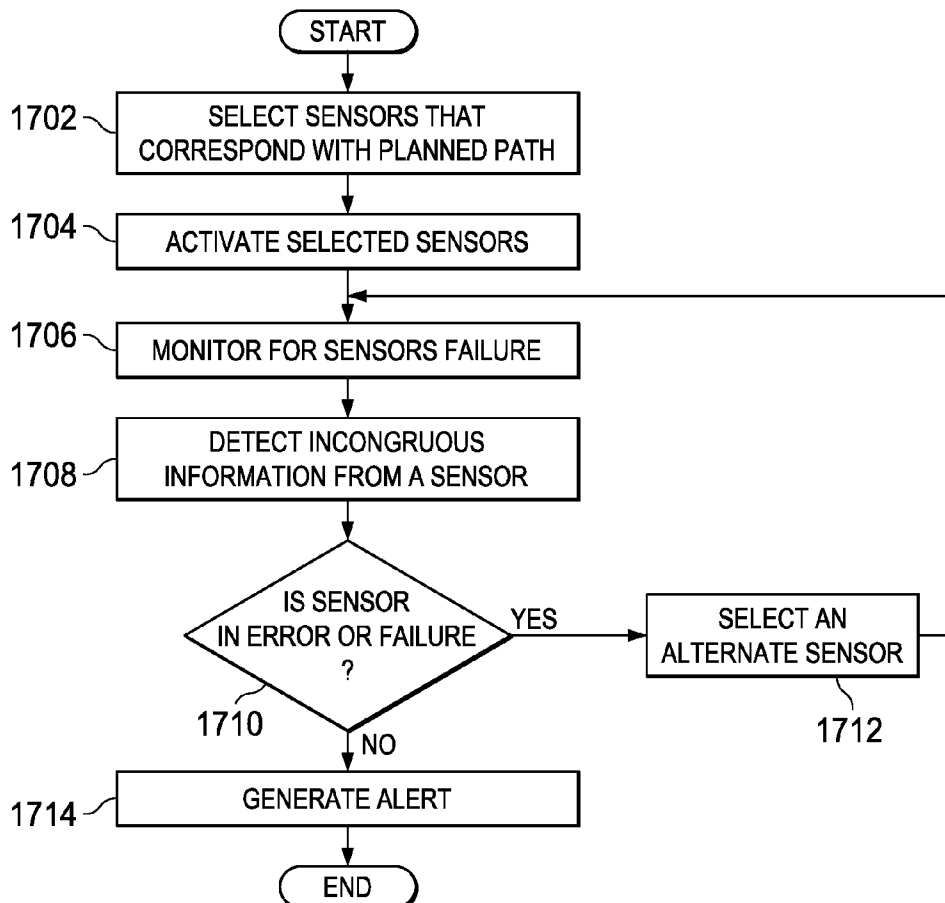 START
1702
SELECT SENSORS THAT
CORRESPOND WITH PLANNED PATH
1704
ACTIVATE SELECTED SENSORS
1706
MONITOR FOR SENSORS FAILURE
1708
DETECT INCONGRUOUS
INFORMATION FROM A SENSOR
IS SENSOR
IN ERROR OR FAILURE
?
1710
YES
SELECT AN
ALTERNATE SENSOR
1712
NO
1714
GENERATE ALERT
END